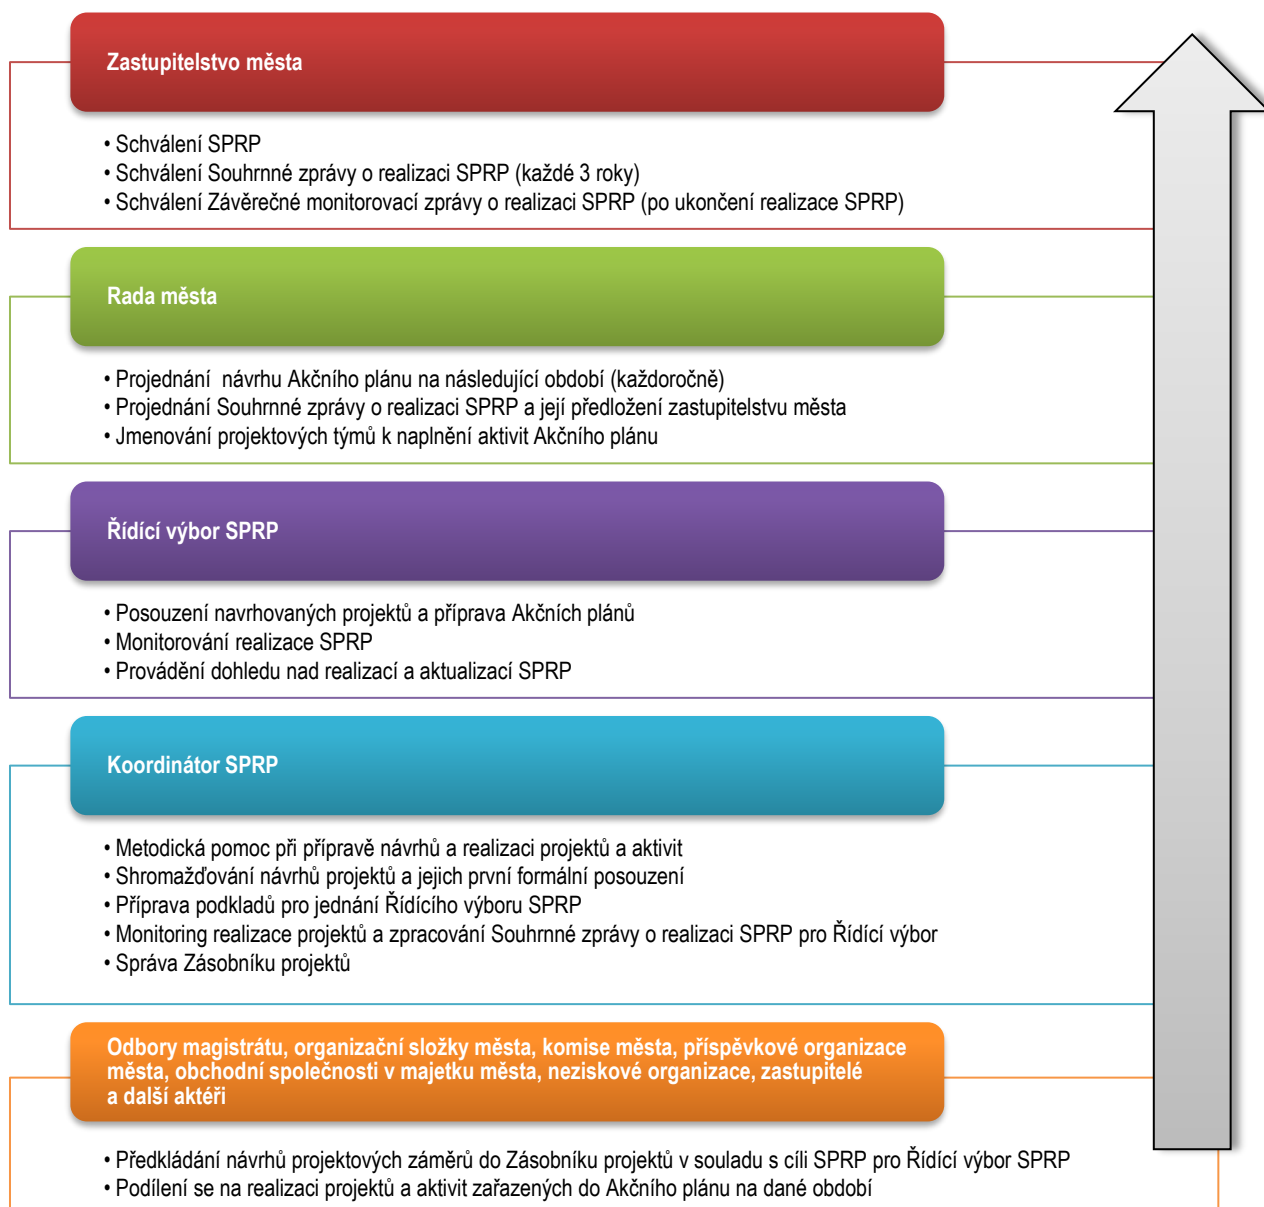 Zastupitelstvo města
• Schválení SPRP
• Schválení Souhrnné zprávy o realizaci SPRP (každé 3 roky)
• Schválení Závěrečné monitorovací zprávy o realizaci SPRP (po ukončení realizace SPRP)
Rada města
• Projednání  návrhu Akčního plánu na následující období (každoročně)
• Projednání Souhrnné zprávy o realizaci SPRP a její předložení zastupitelstvu města
• Jmenování projektových týmů k naplnění aktivit Akčního plánu
Řídící výbor SPRP
• Posouzení navrhovaných projektů a příprava Akčních plánů
• Monitorování realizace SPRP
• Provádění dohledu nad realizací a aktualizací SPRP
Koordinátor SPRP
• Metodická pomoc při přípravě návrhů a realizaci projektů a aktivit
• Shromažďování návrhů projektů a jejich první formální posouzení
• Příprava podkladů pro jednání Řídícího výboru SPRP
• Monitoring realizace projektů a zpracování Souhrnné zprávy o realizaci SPRP pro Řídící výbor
• Správa Zásobníku projektů
Odbory magistrátu, organizační složky města, komise města, příspěvkové organizace
města, obchodní společnosti v majetku města, neziskové organizace, zastupitelé
a další aktéři
• Předkládání návrhů projektových záměrů do Zásobníku projektů v souladu s cíli SPRP pro Řídící výbor SPRP
• Podílení se na realizaci projektů a aktivit zařazených do Akčního plánu na dané období